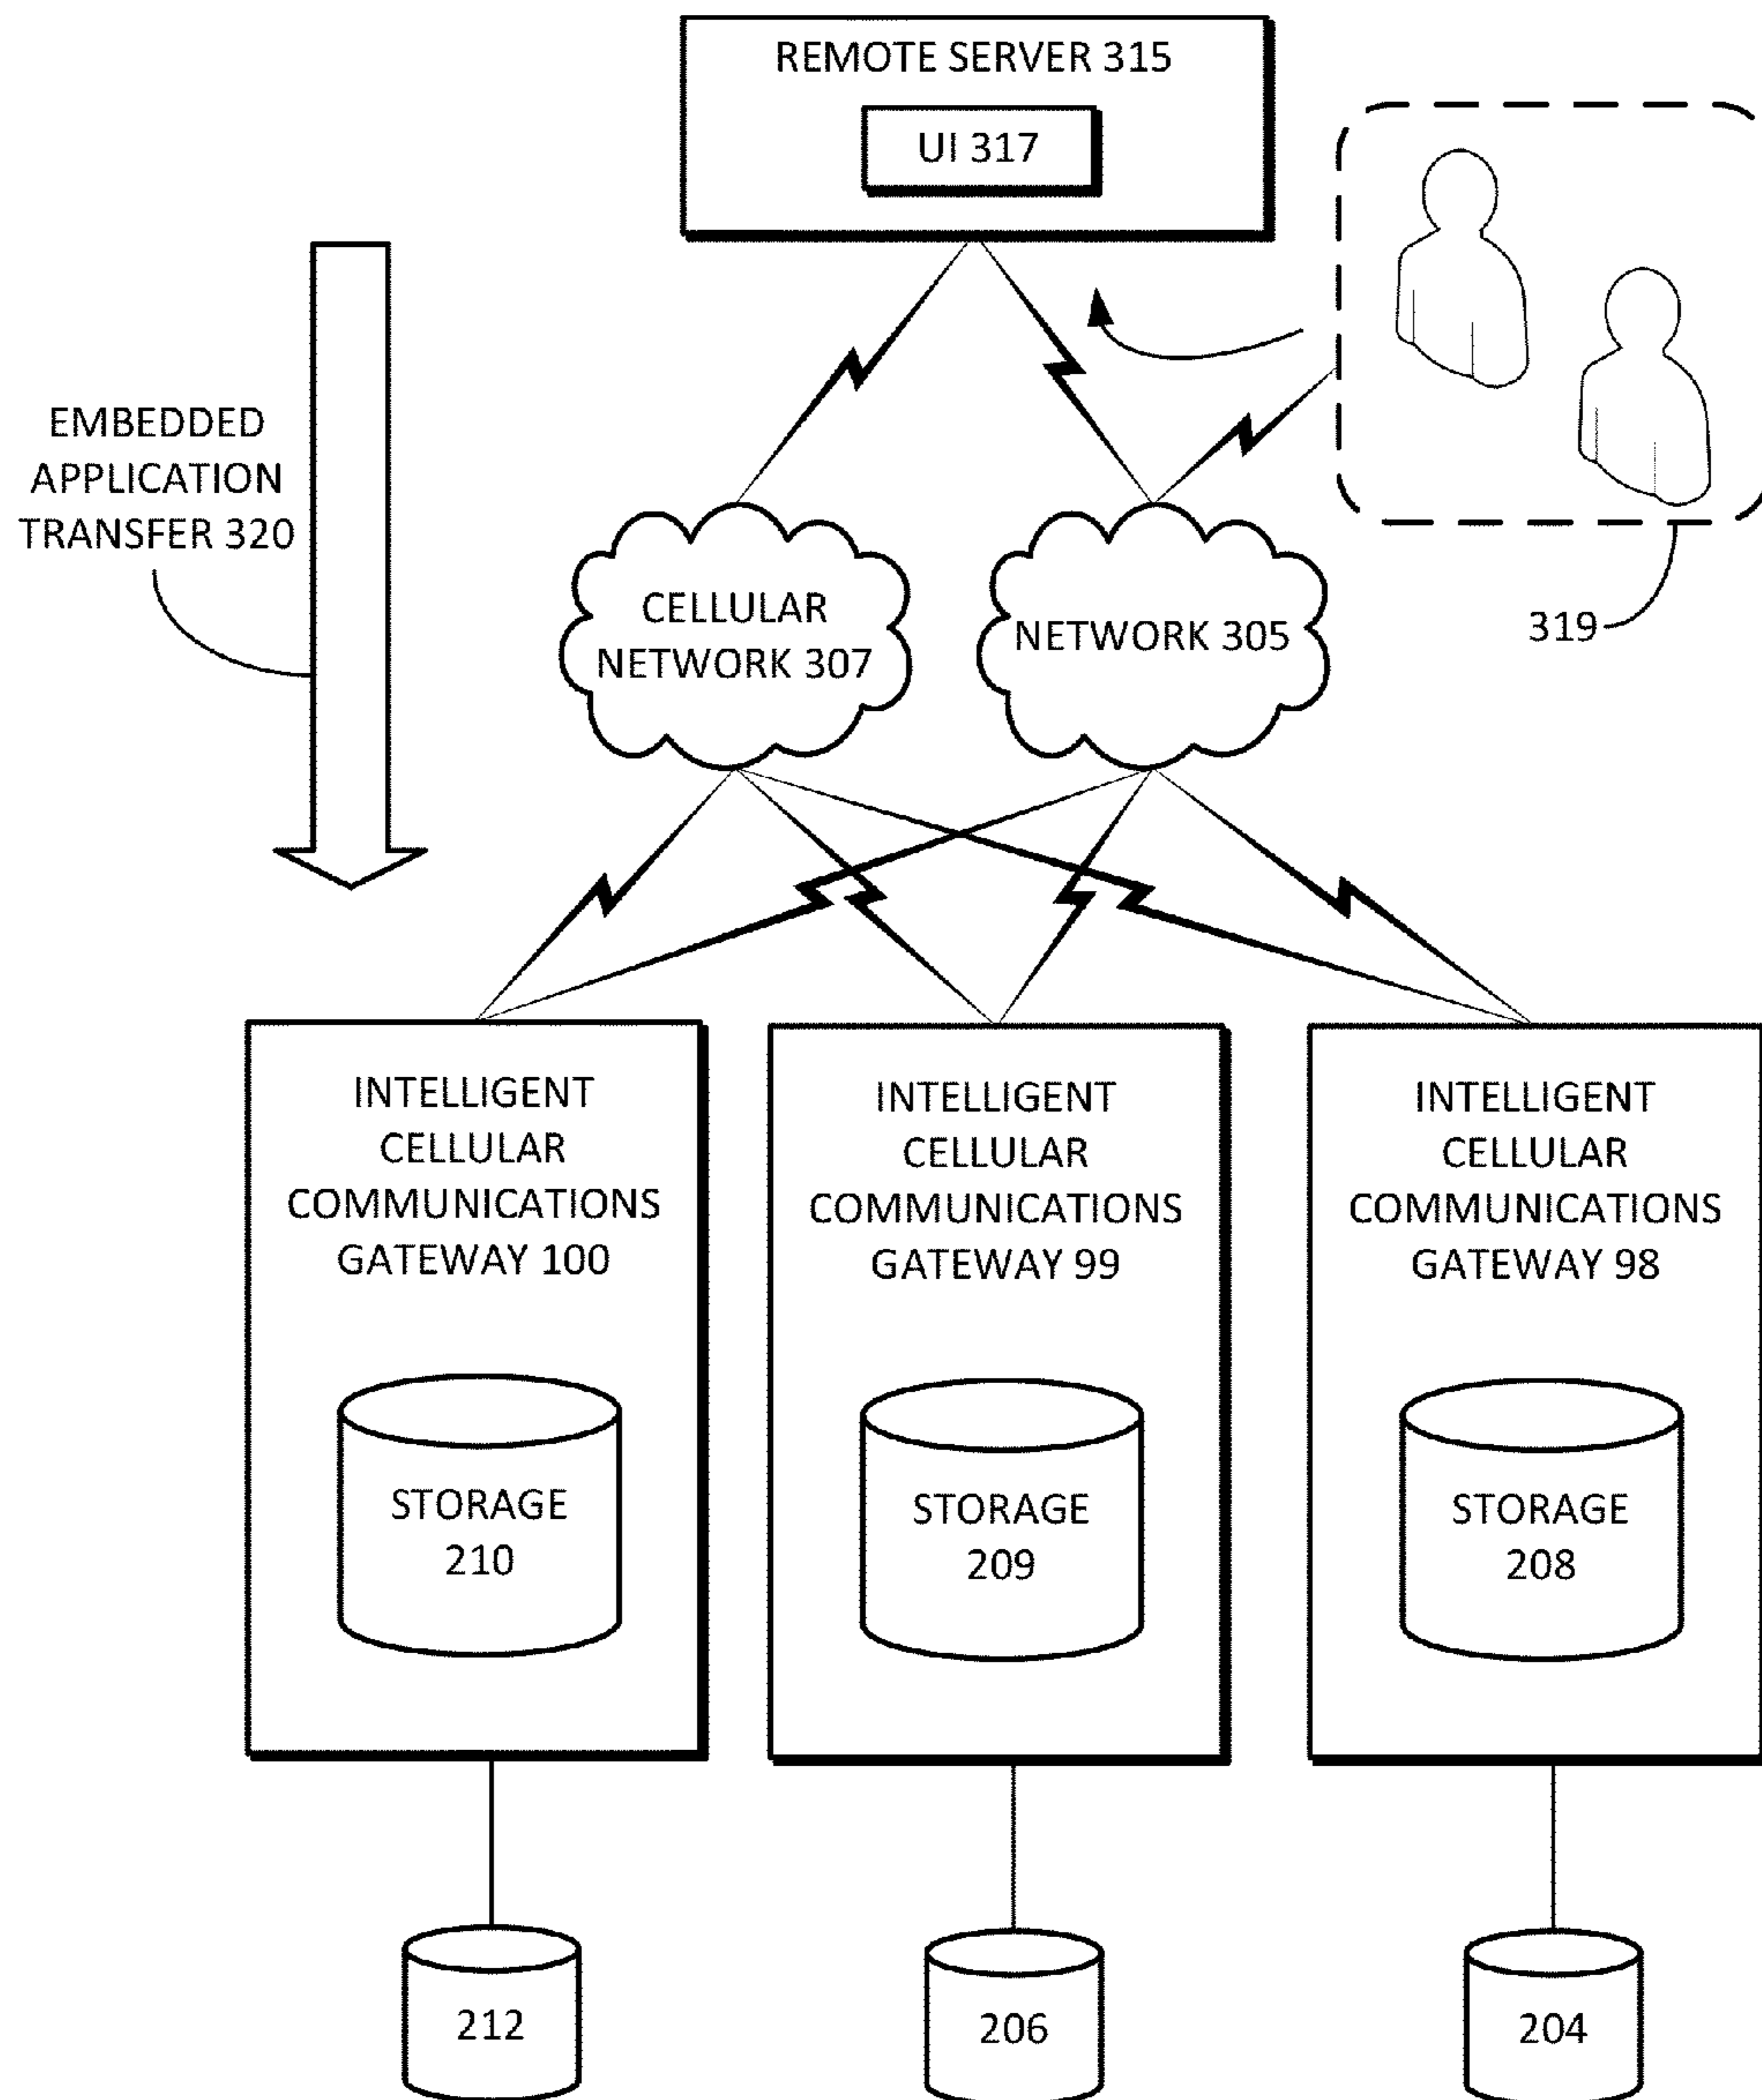 REMOTE SERVER 315
UI 317
EMBEDDED
APPLICATION
TRANSFER 320
CELLULAR
NETWORK 307
NETWORK 305
319
INTELLIGENT
CELLULAR
COMMUNICATIONS
GATEWAY 100
STORAGE
210
INTELLIGENT
CELLULAR
COMMUNICATIONS
GATEWAY 99
STORAGE
209
INTELLIGENT
CELLULAR
COMMUNICATIONS
GATEWAY 98
STORAGE
208
212
206
204